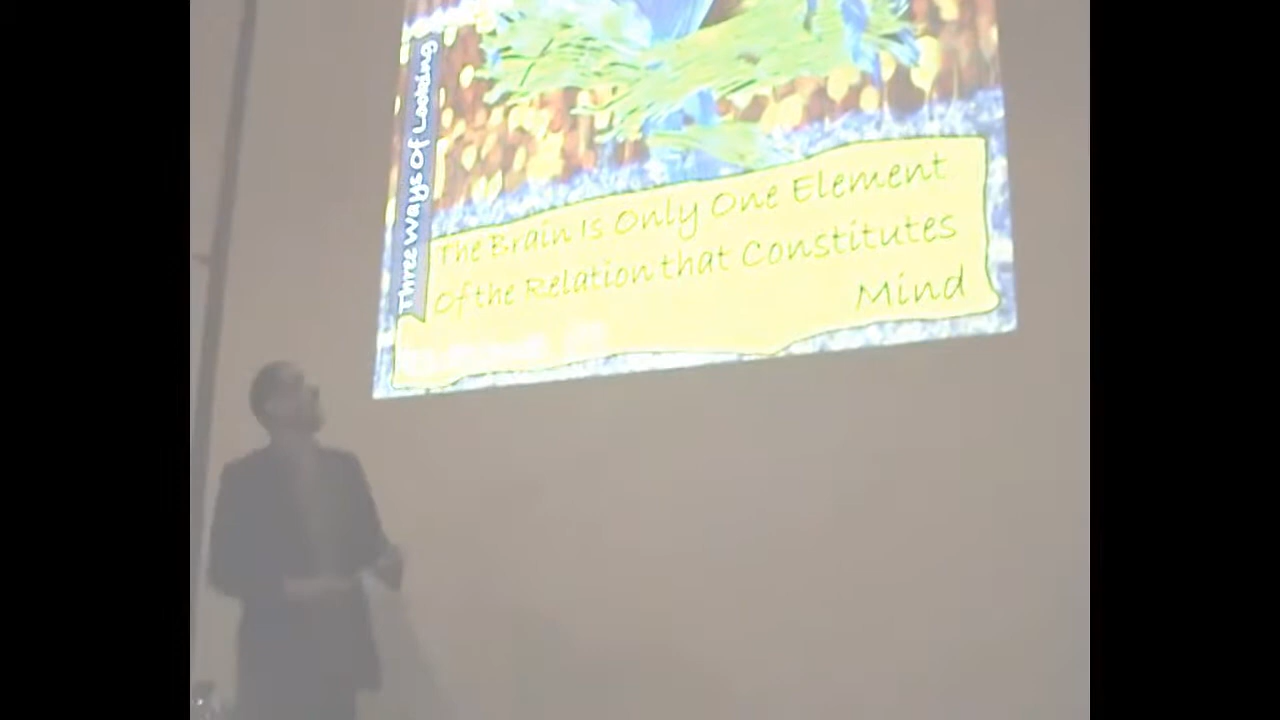 Three Ways Of Looking
The Brain Is Only One Element
Of the Relation that Constitutes
Mind